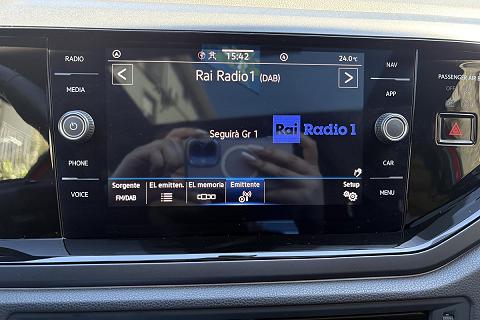 RADIO
MEDIA
PHONE
VOICE
15:42
24.0°C
Rai Radio1 (DAB)
Seguirà Gr 1
Rai Radio 1
Sorgente
FM/DAB
El. emitten.
El. memoria
Emittente
Setup
NAV
APP
CAR
MENU
PASSENGER AIR B
OFF